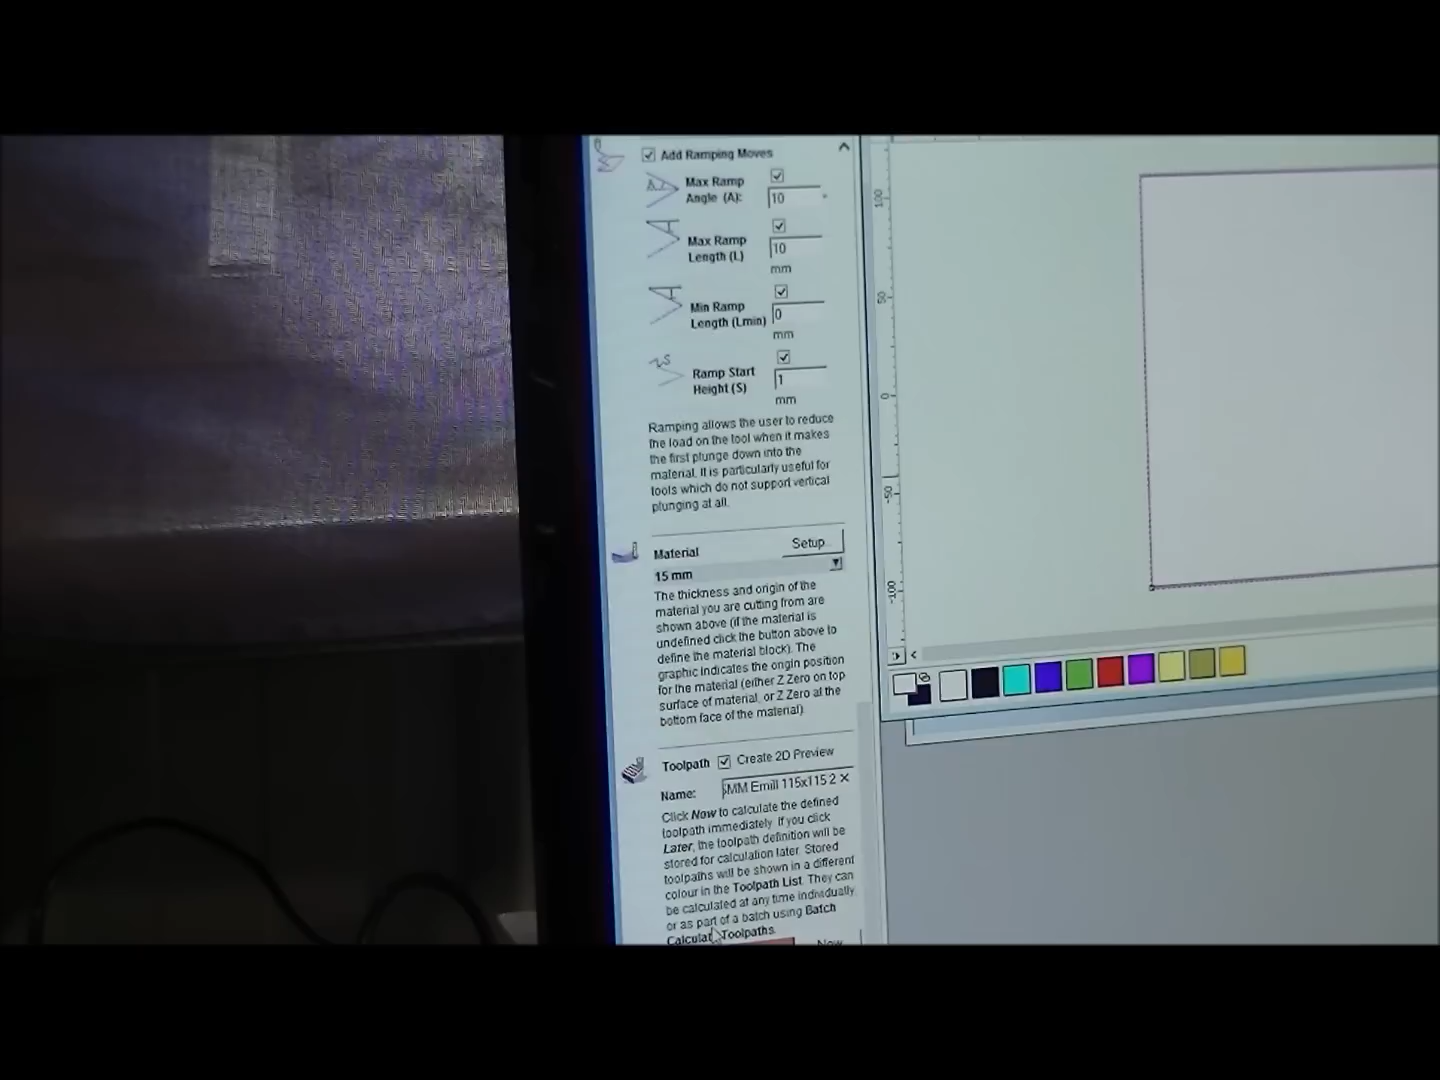 Add Ramping Moves
Max Ramp
Angle (A):
10
Max Ramp
Length (L)
10
mm
Min Ramp
Length (Lmin)
0
mm
Ramp Start
Height (S)
1
mm
Ramping allows the user to reduce
the load on the tool when it makes
the first plunge down into the
material. It is particularly useful for
tools which do not support vertical
plunging at all.
Material
Setup...
15 mm
The thickness and origin of the
material you are cutting from are
shown above (if the material is
undefined click the button above to
define the material block). The
graphic indicates the origin position
for the material (either Z Zero on top
surface of material, or Z Zero at the
bottom face of the material)
Toolpath
Create 2D Preview
Name:
MM Emill 115x115 2
Click Now to calculate the defined
toolpath immediately. If you click
Later, the toolpath definition will be
stored for calculation later. Stored
toolpaths will be shown in a different
colour in the Toolpath List. They can
be calculated at any time individually
or as part of a batch using Batch
Toolpaths.
Now
100
50
0
-50
-100